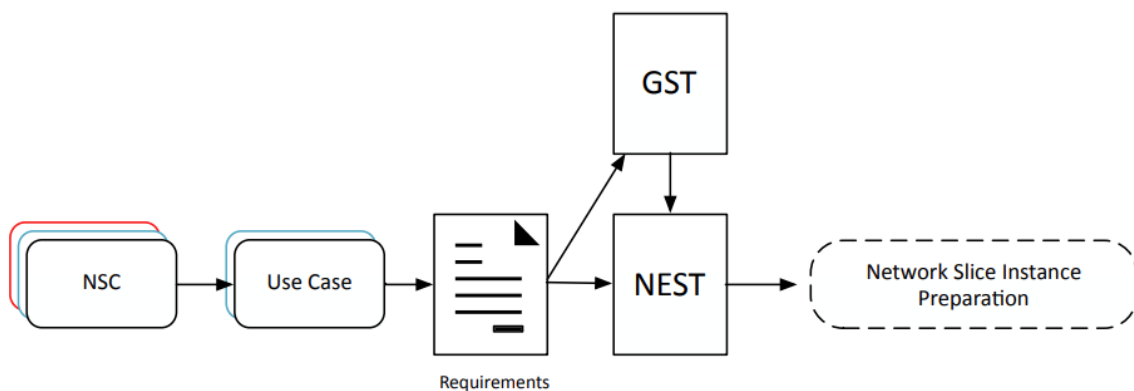 GST
NSC
Use Case
NEST
Network Slice Instance
Preparation
Requirements